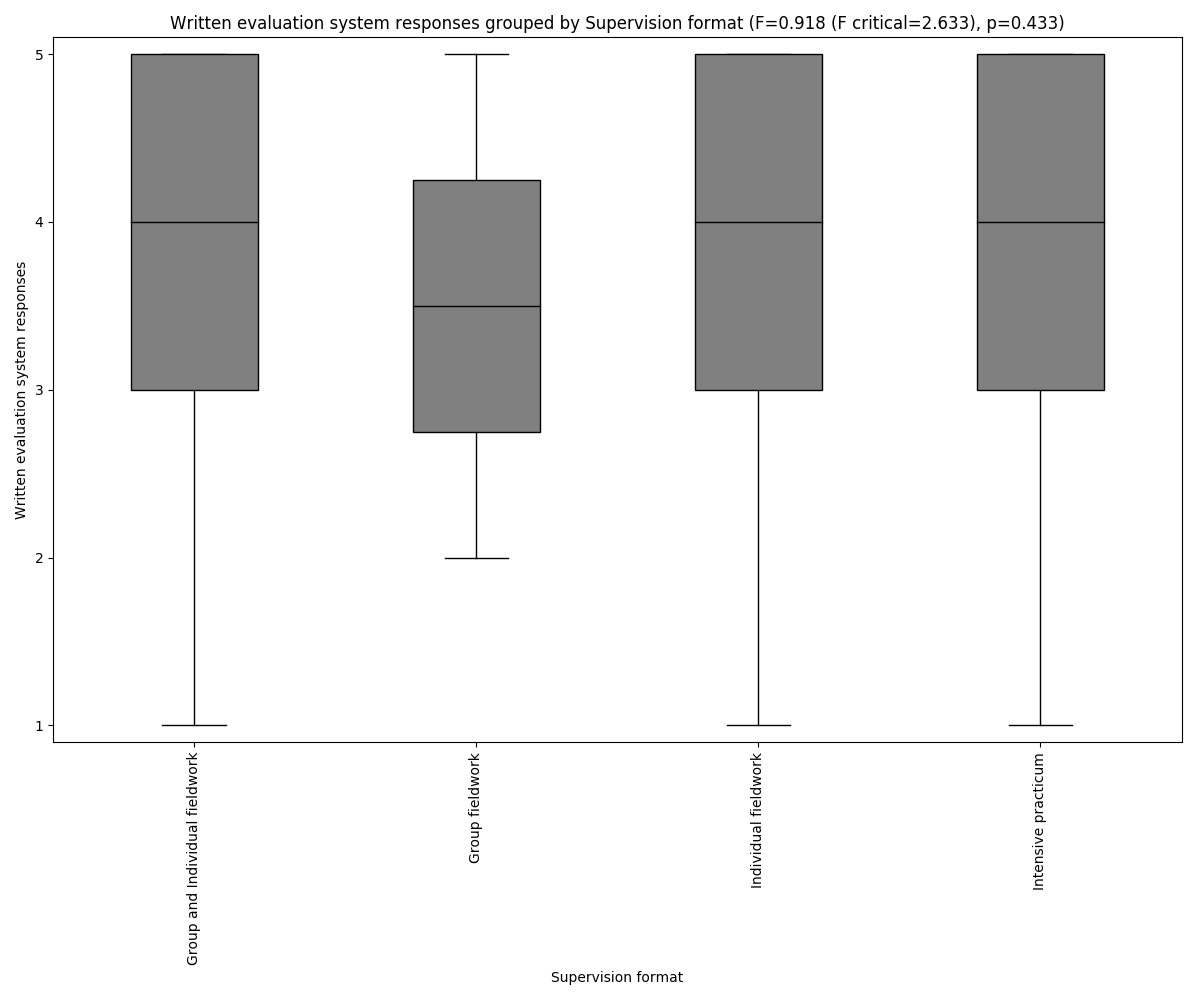 Written evaluation system responses grouped by Supervision format (F=0.918 (F critical=2.633), p=0.433)
Written evaluation system responses
5
4
3
2
1
Group and Individual fieldwork
Group fieldwork
Individual fieldwork
Intensive practicum
Supervision format